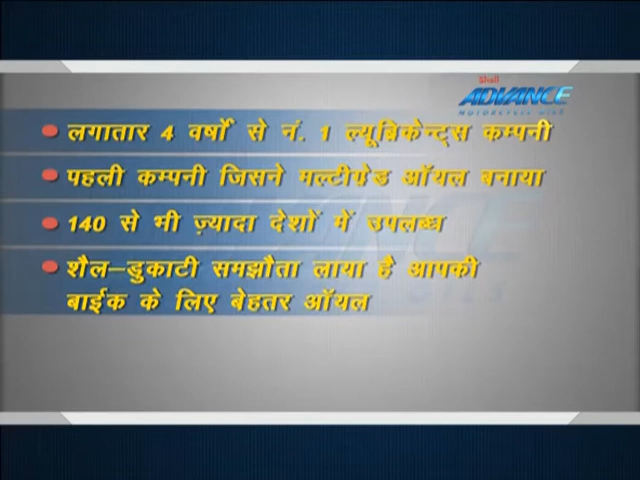 Shell
ADVANCE
MOTORCYCLE OILS
लगातार 4 वर्षों से नं. 1 ल्यूब्रिकेन्ट्स कम्पनी
पहली कम्पनी जिसने मल्टीग्रेड ऑयल बनाया
140 से भी ज़्यादा देशों में उपलब्ध
शैल–डुकाटी समझौता लाया है आपकी
बाईक के लिए बेहतर ऑयल